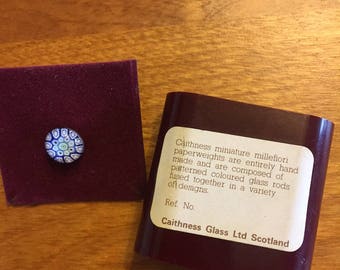 Caithness miniature millefiori
paperweights are entirely hand
made and are composed of
patterned coloured glass rods
fused together in a variety
of designs.
Ref. No.
Caithness Glass Ltd Scotland